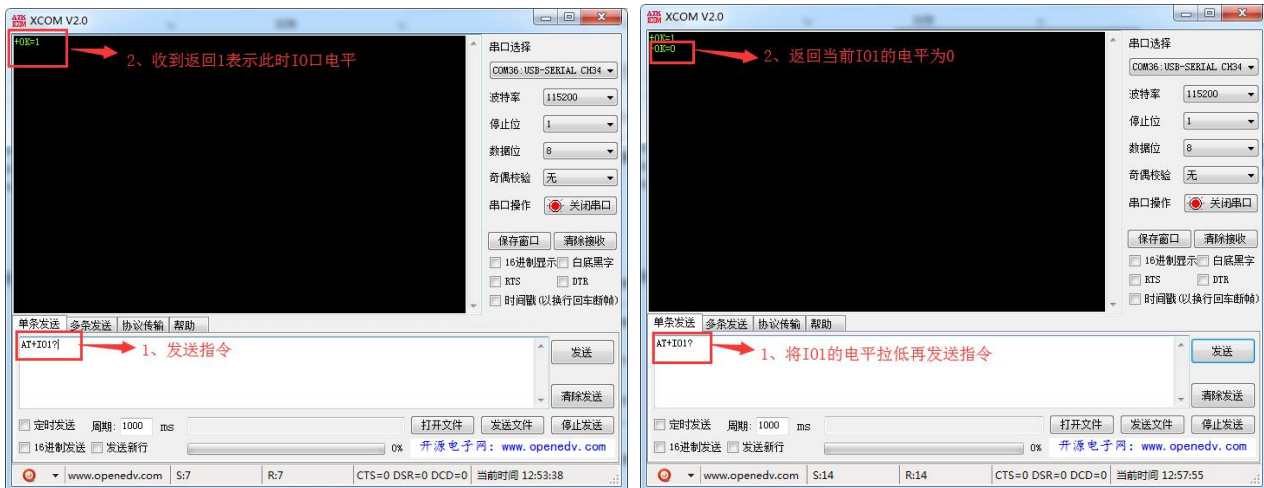 XCOM V2.0
+OK=1
2、收到返回1表示此时IO口电平
串口选择
COM36:USB-SERIAL CH34
波特率 115200
停止位 1
数据位 8
奇偶校验 无
串口操作 关闭串口
保存窗口 清除接收
16进制显示 白底黑字
RTS DTR
时间戳(以换行回车断帧)
单条发送 多条发送 协议传输 帮助
AT+IO1?
1、发送指令
发送
清除发送
定时发送 周期: 1000 ms 打开文件 发送文件 停止发送
16进制发送 发送新行 0% 开源电子网: www.openedv.com
www.openedv.com S:7 R:7 CTS=0 DSR=0 DCD=0 当前时间 12:53:38
XCOM V2.0
+OK=1
+OK=0
2、返回当前IO1的电平为0
串口选择
COM36:USB-SERIAL CH34
波特率 115200
停止位 1
数据位 8
奇偶校验 无
串口操作 关闭串口
保存窗口 清除接收
16进制显示 白底黑字
RTS DTR
时间戳(以换行回车断帧)
单条发送 多条发送 协议传输 帮助
AT+IO1?
1、将IO1的电平拉低再发送指令
发送
清除发送
定时发送 周期: 1000 ms 打开文件 发送文件 停止发送
16进制发送 发送新行 0% 开源电子网: www.openedv.com
www.openedv.com S:14 R:14 CTS=0 DSR=0 DCD=0 当前时间 12:57:55